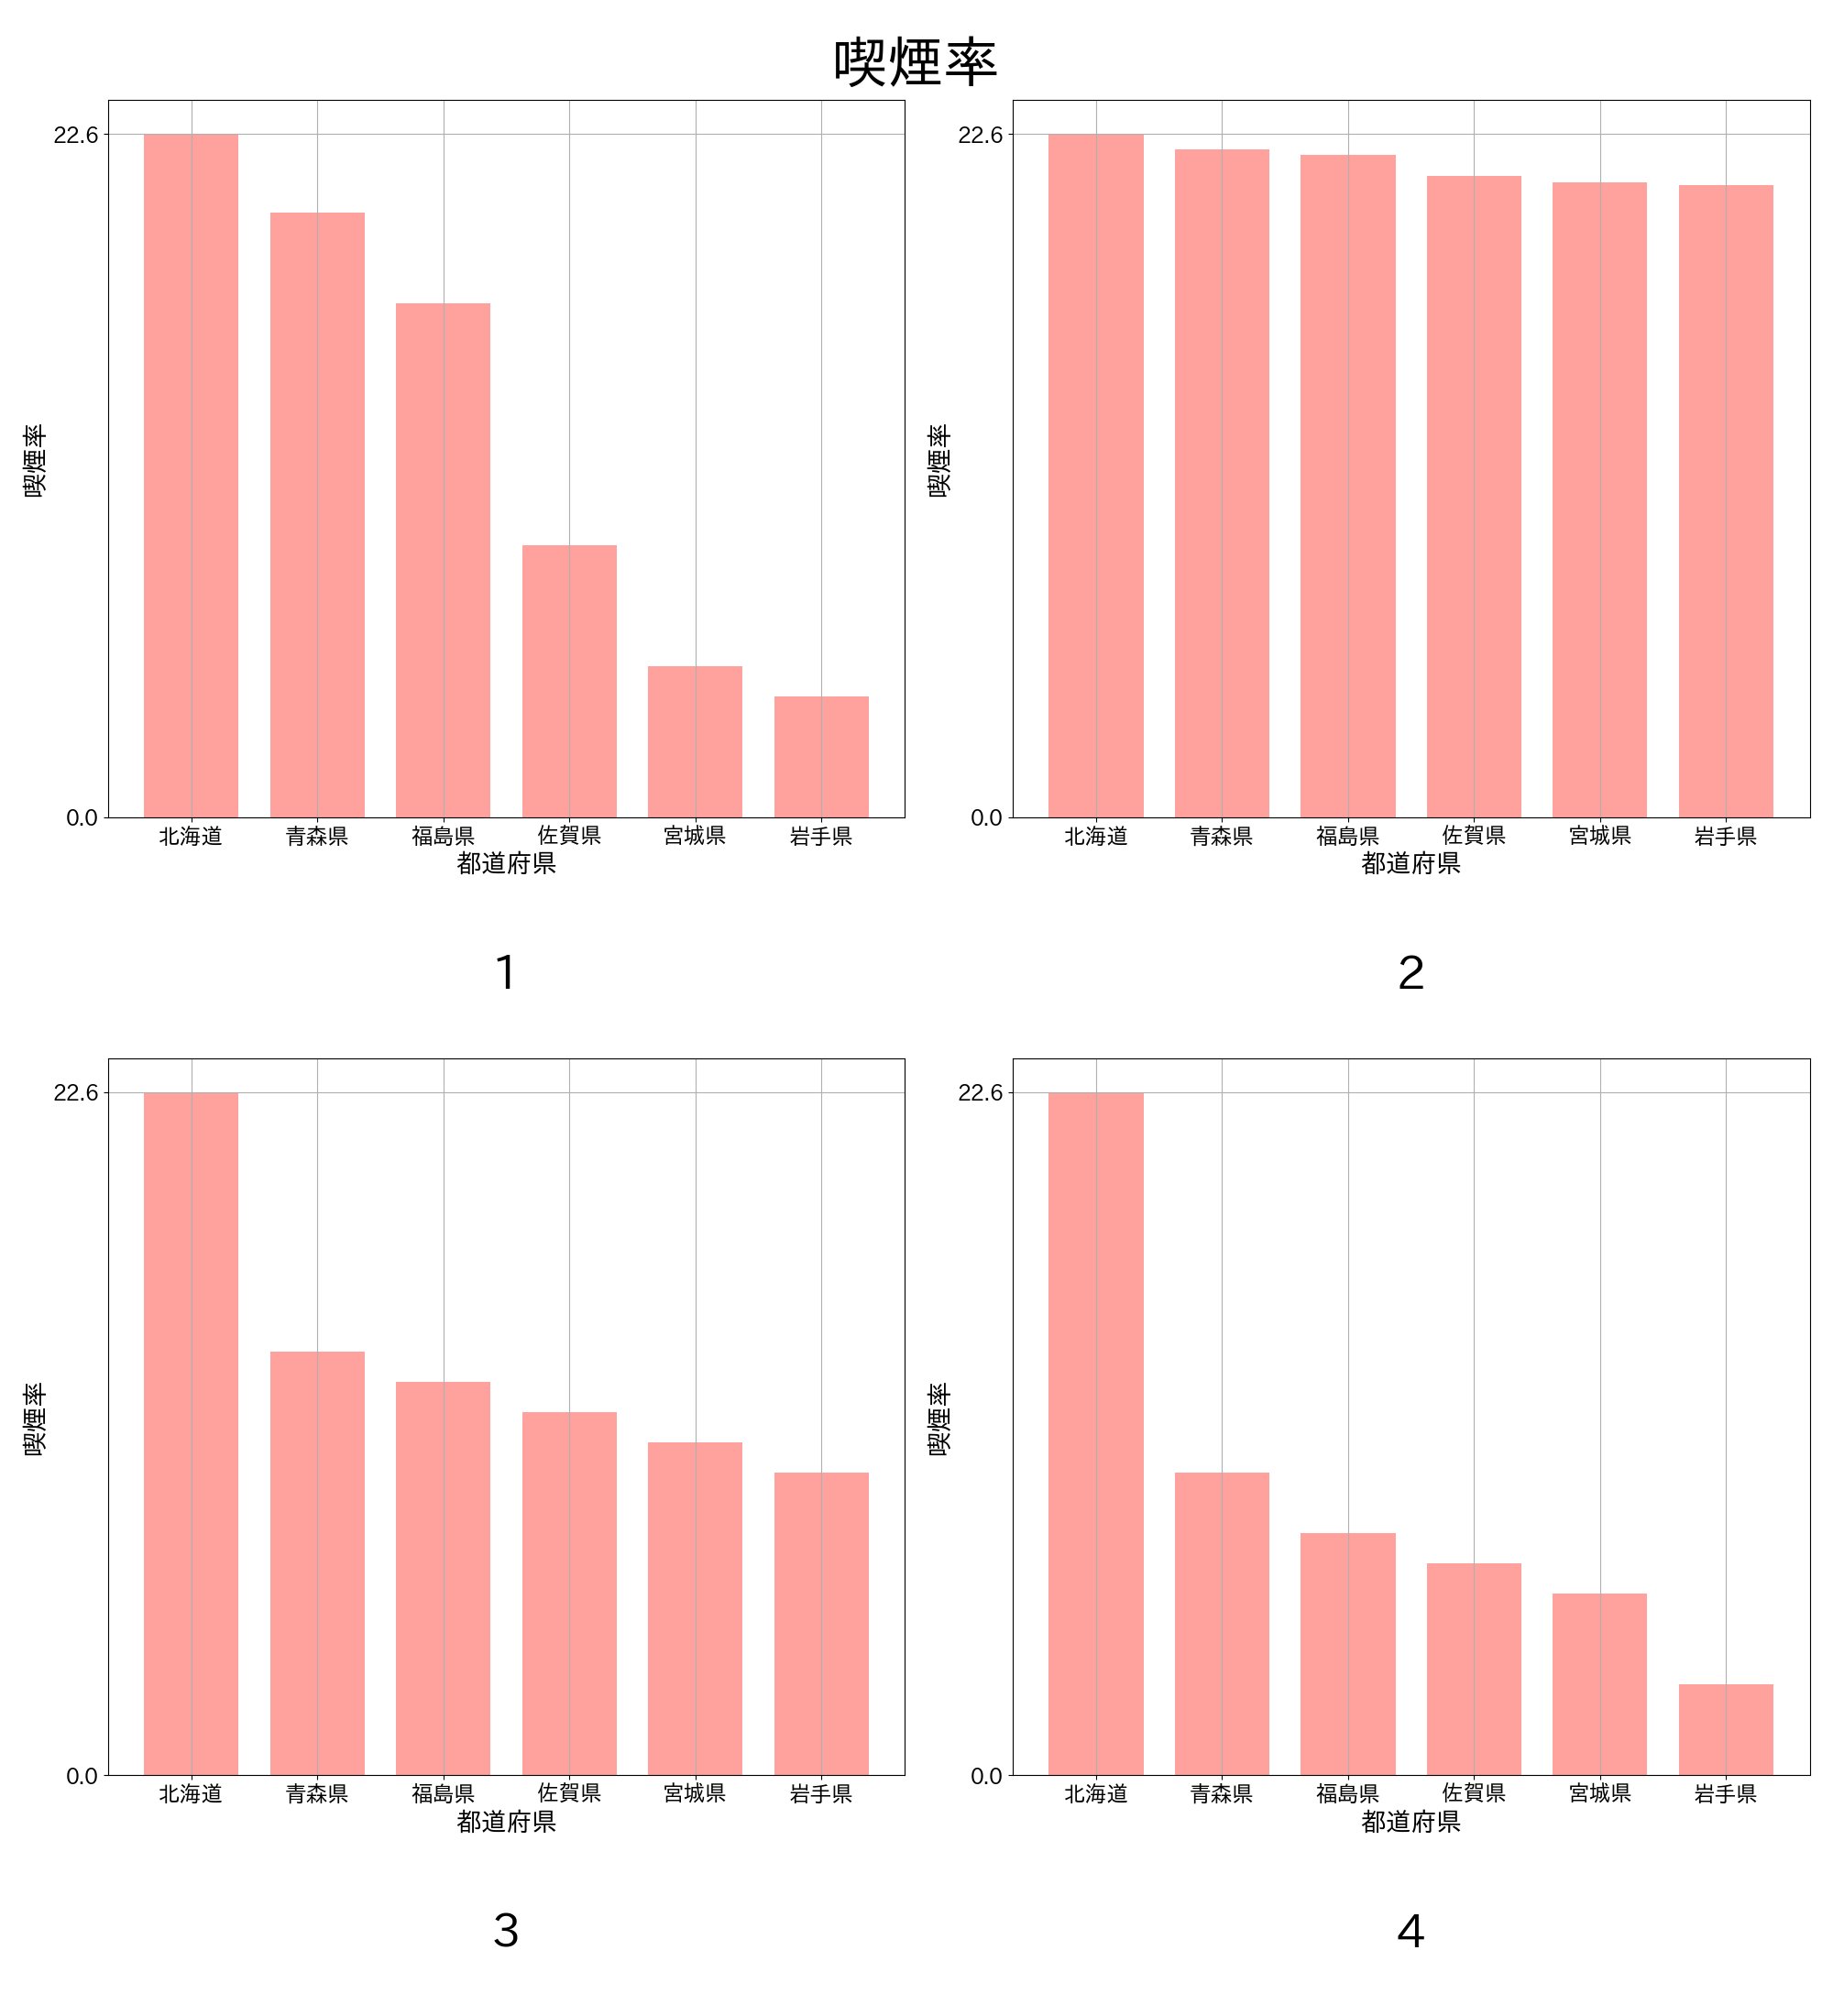 喫煙率
22.6
喫煙率
0.0
北海道 青森県 福島県 佐賀県 宮城県 岩手県
都道府県
1
22.6
喫煙率
0.0
北海道 青森県 福島県 佐賀県 宮城県 岩手県
都道府県
2
22.6
喫煙率
0.0
北海道 青森県 福島県 佐賀県 宮城県 岩手県
都道府県
3
22.6
喫煙率
0.0
北海道 青森県 福島県 佐賀県 宮城県 岩手県
都道府県
4